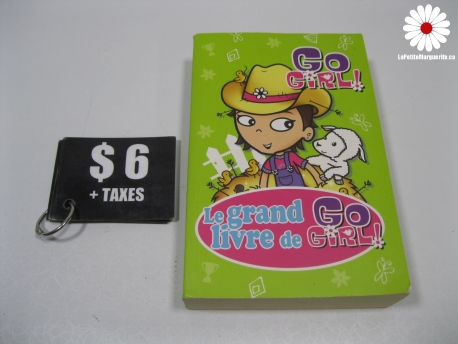 LaPetiteMarguerite.ca
GO
GiRL!
$6
+ TAXES
Le grand
livre de
GO
GiRL!